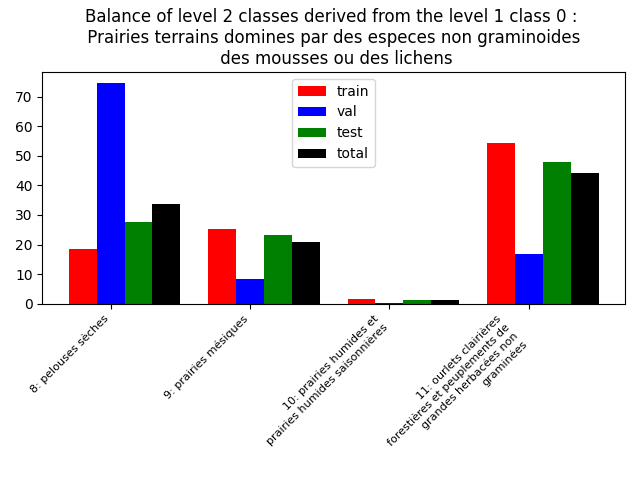 Balance of level 2 classes derived from the level 1 class 0 :
Prairies terrains domines par des especes non graminoides
des mousses ou des lichens
train
val
test
total
70
60
50
40
30
20
10
0
8: pelouses sèches
9: prairies mésiques
10: prairies humides et
prairies humides saisonnières
11: ourlets clairières
forestières et peuplements de
grandes herbacées non
graminées